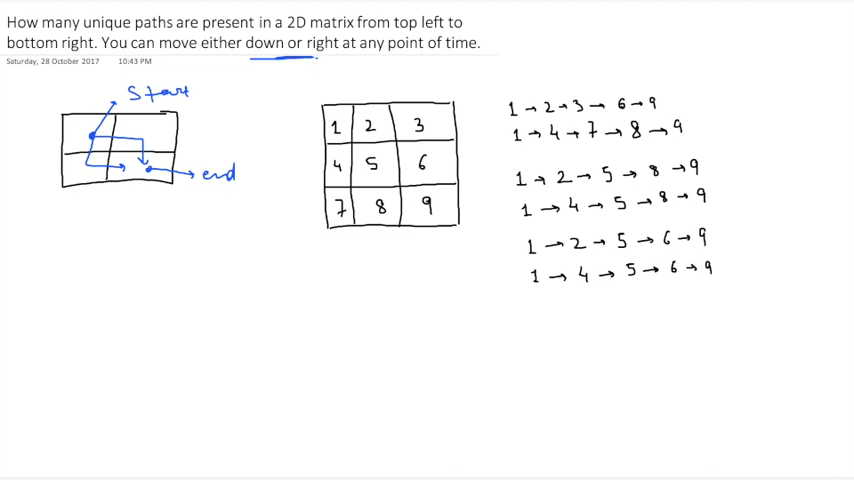 How many unique paths are present in a 2D matrix from top left to
bottom right. You can move either down or right at any point of time.
Saturday, 28 October 2017 10:43 PM
Start
end
1 2 3
4 5 6
7 8 9
1 → 2 → 3 → 6 → 9
1 → 4 → 7 → 8 → 9
1 → 2 → 5 → 8 → 9
1 → 4 → 5 → 8 → 9
1 → 2 → 5 → 6 → 9
1 → 4 → 5 → 6 → 9